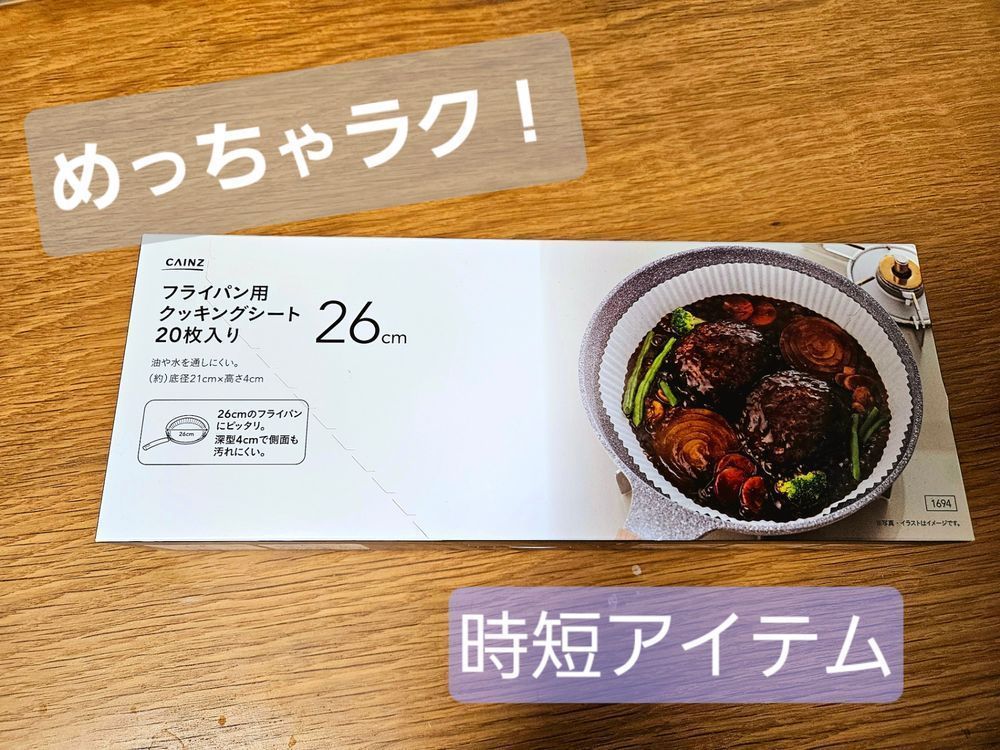 めっちゃラク！
CAINZ
フライパン用
クッキングシート
20枚入り
26cm
油や水を通しにくい。
(約)底径21cm×高さ4cm
26cm
26cmのフライパン
にピッタリ。
深型4cmで側面も
汚れにくい。
1694
※写真・イラストはイメージです。
時短アイテム